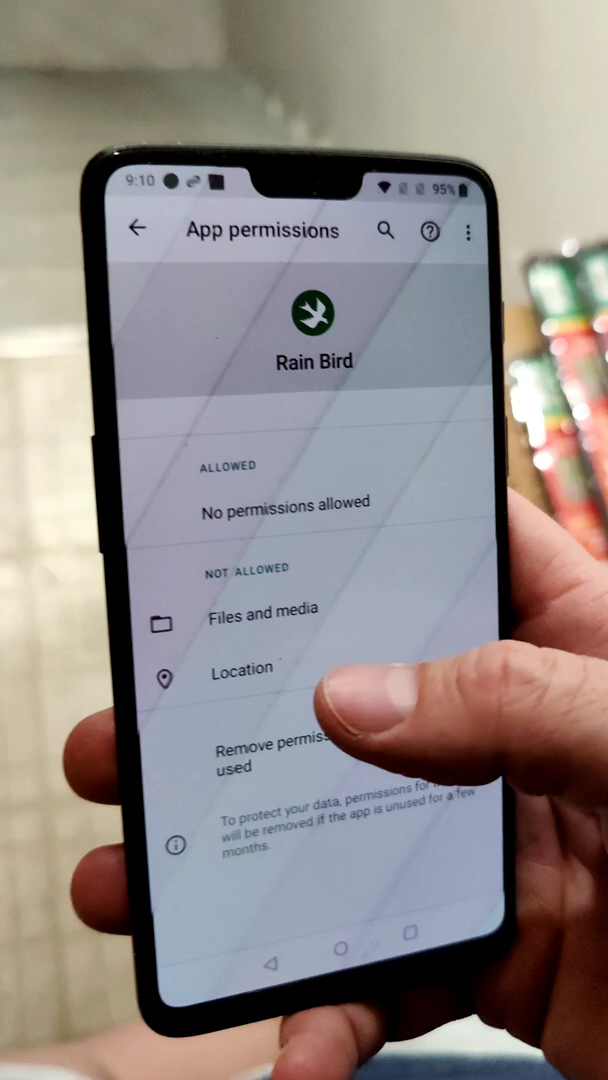 9:10
95%
App permissions
Rain Bird
ALLOWED
No permissions allowed
NOT ALLOWED
Files and media
Location
Remove permiss
used
To protect your data, permissions for
will be removed if the app is unused for a few
months.